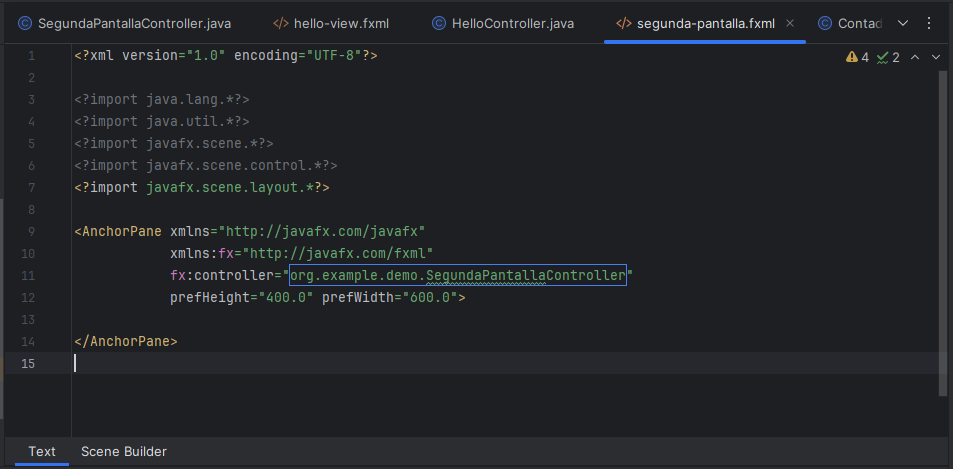 SegundaPantallaController.java </> hello-view.fxml HelloController.java </> segunda-pantalla.fxml × Contad
4 2
1 <?xml version="1.0" encoding="UTF-8"?>
2
3 <?import java.lang.*?>
4 <?import java.util.*?>
5 <?import javafx.scene.*?>
6 <?import javafx.scene.control.*?>
7 <?import javafx.scene.layout.*?>
8
9 <AnchorPane xmlns="http://javafx.com/javafx"
10 xmlns:fx="http://javafx.com/fxml"
11 fx:controller="org.example.demo.SegundaPantallaController"
12 prefHeight="400.0" prefWidth="600.0">
13
14 </AnchorPane>
15
Text Scene Builder